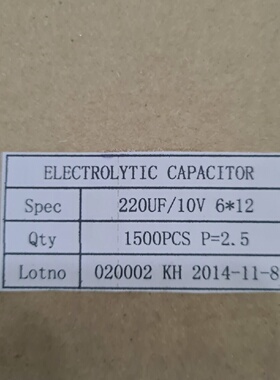 ELECTROLYTIC CAPACITOR
Spec 220UF/10V 6*12
Qty 1500PCS P=2.5
Lotno 020002 KH 2014-11-8